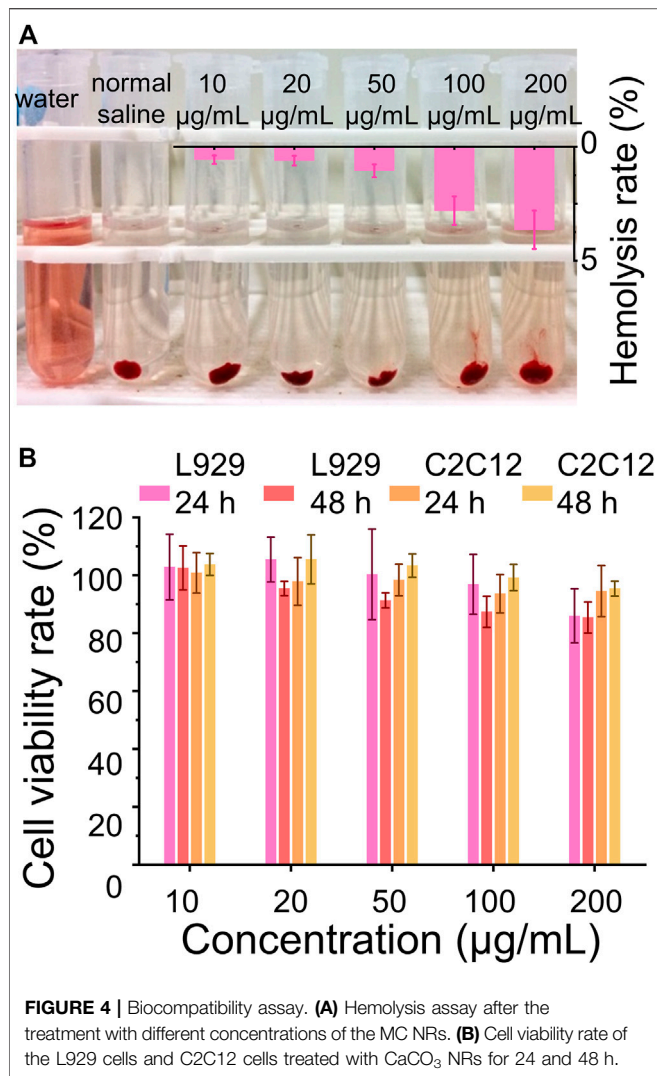 A
water
normal
saline
10
µg/mL
20
µg/mL
50
µg/mL
100
µg/mL
200
µg/mL
0
5
Hemolysis rate (%)
B
L929
24 h
L929
48 h
C2C12
24 h
C2C12
48 h
120
100
80
60
40
20
0
Cell viability rate (%)
10 20 50 100 200
Concentration (µg/mL)
FIGURE 4 | Biocompatibility assay. (A) Hemolysis assay after the
treatment with different concentrations of the MC NRs. (B) Cell viability rate of
the L929 cells and C2C12 cells treated with CaCO₃ NRs for 24 and 48 h.